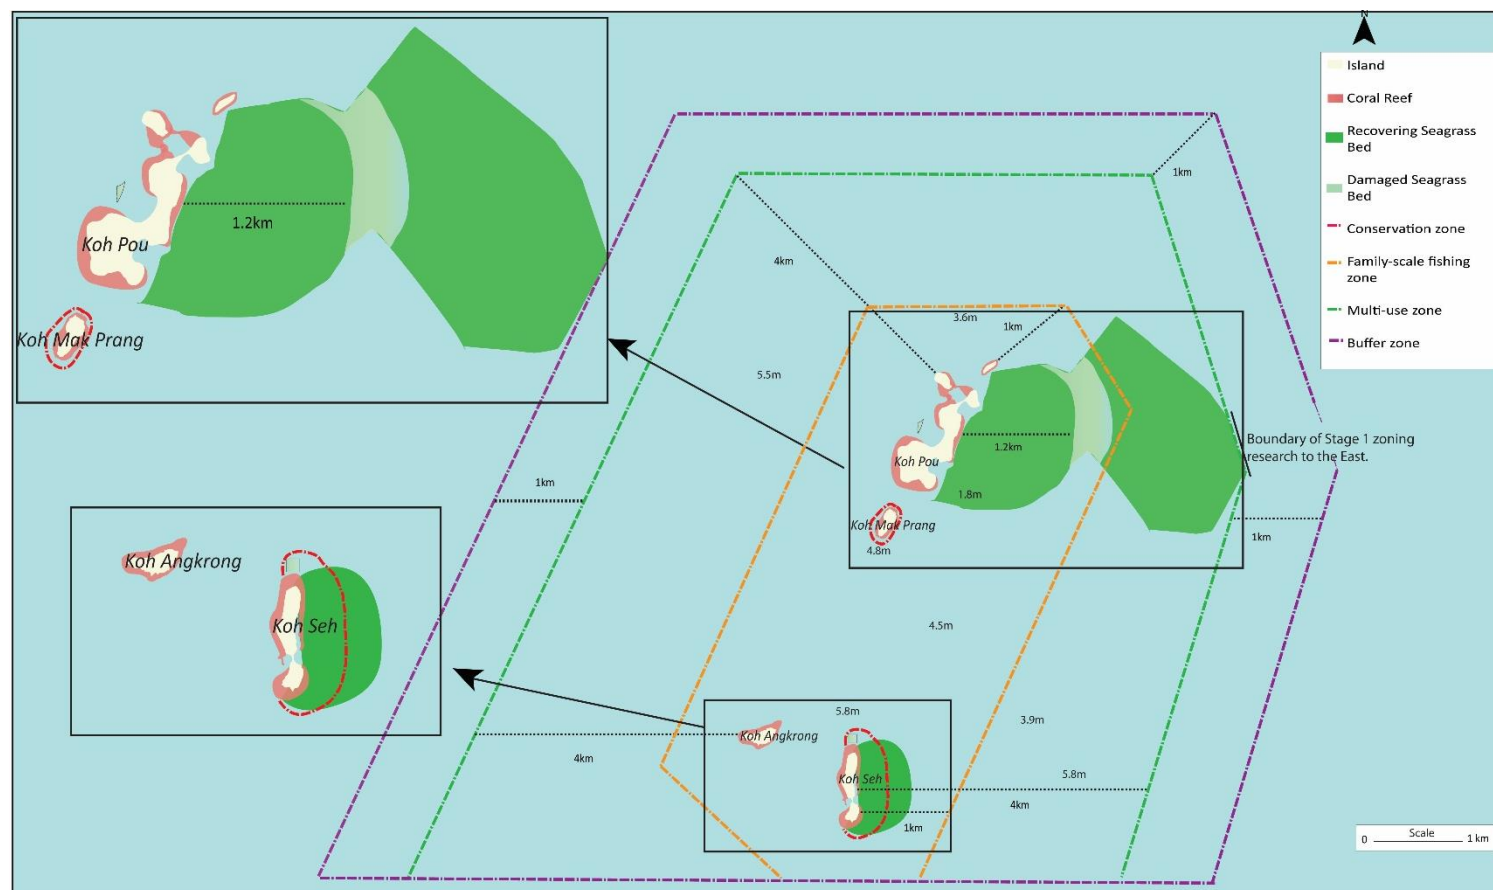 N
Island
Coral Reef
Recovering Seagrass
Bed
Damaged Seagrass
Bed
Conservation zone
Family-scale fishing
zone
Multi-use zone
Buffer zone
1.2km
Koh Pou
Koh Mak Prang
1km
4km
3.6m
1km
5.5m
1.2km
Koh Pou
Boundary of Stage 1 zoning
research to the East.
1km
1.8m
Koh Mak Prang
4.8m
1km
Koh Angkrong
Koh Seh
4.5m
5.8m
3.9m
Koh Angkrong
4km
Koh Seh
5.8m
4km
1km
Scale
0 1 km